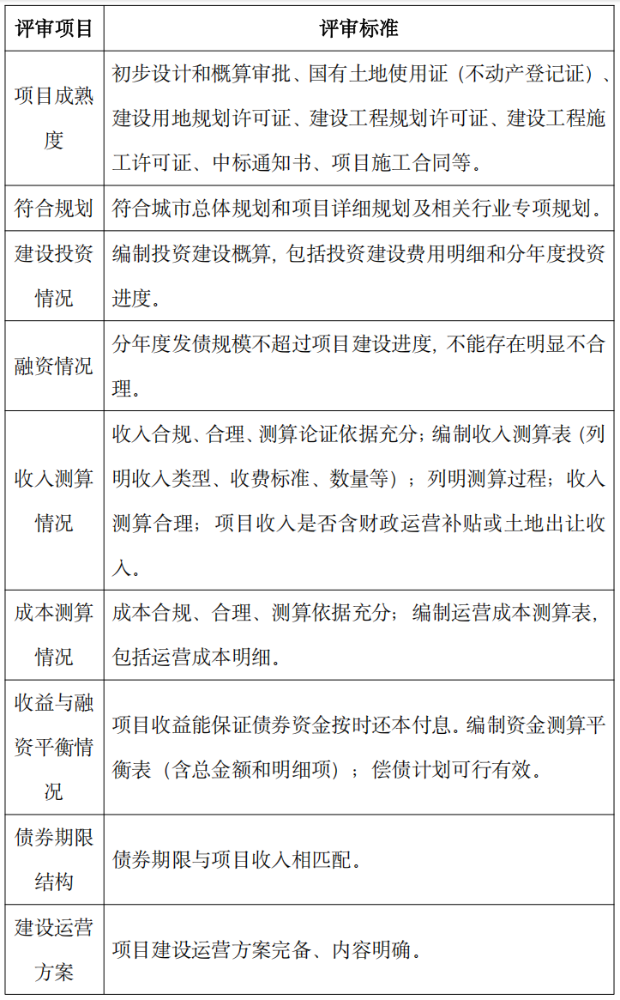 评审项目
评审标准
项目成熟
度
初步设计和概算审批、国有土地使用证（不动产登记证）、
建设用地规划许可证、建设工程规划许可证、建设工程施
工许可证、中标通知书、项目施工合同等。
符合规划
符合城市总体规划和项目详细规划及相关行业专项规划。
建设投资
情况
编制投资建设概算，包括投资建设费用明细和分年度投资
进度。
融资情况
分年度发债规模不超过项目建设进度，不能存在明显不合
理。
收入测算
情况
收入合规、合理、测算论证依据充分；编制收入测算表（列
明收入类型、收费标准、数量等）；列明测算过程；收入
测算合理；项目收入是否含财政运营补贴或土地出让收
入。
成本测算
情况
成本合规、合理、测算依据充分；编制运营成本测算表，
包括运营成本明细。
收益与融
资平衡情
况
项目收益能保证债券资金按时还本付息。编制资金测算平
衡表（含总金额和明细项）；偿债计划可行有效。
债券期限
结构
债券期限与项目收入相匹配。
建设运营
方案
项目建设运营方案完备、内容明确。